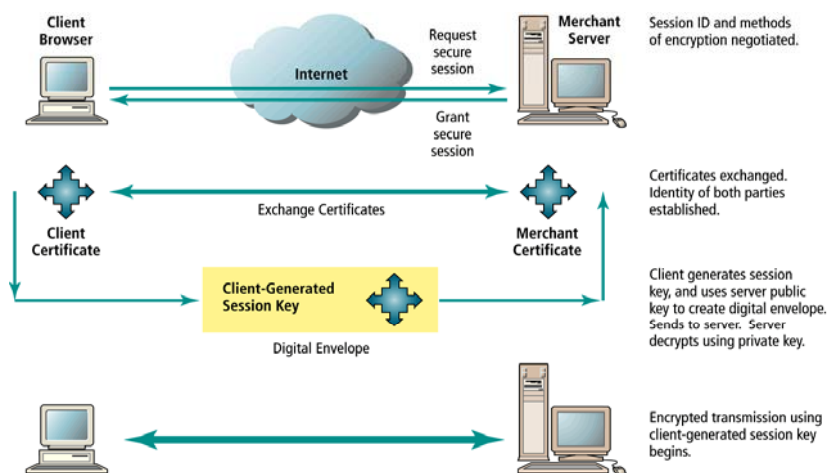 Client
Browser
Internet
Request
secure
session
Merchant
Server
Session ID and methods
of encryption negotiated.
Grant
secure
session
Exchange Certificates
Client
Certificate
Merchant
Certificate
Certificates exchanged.
Identity of both parties
established.
Client-Generated
Session Key
Digital Envelope
Client generates session
key, and uses server public
key to create digital envelope.
Sends to server. Server
decrypts using private key.
Encrypted transmission using
client-generated session key
begins.